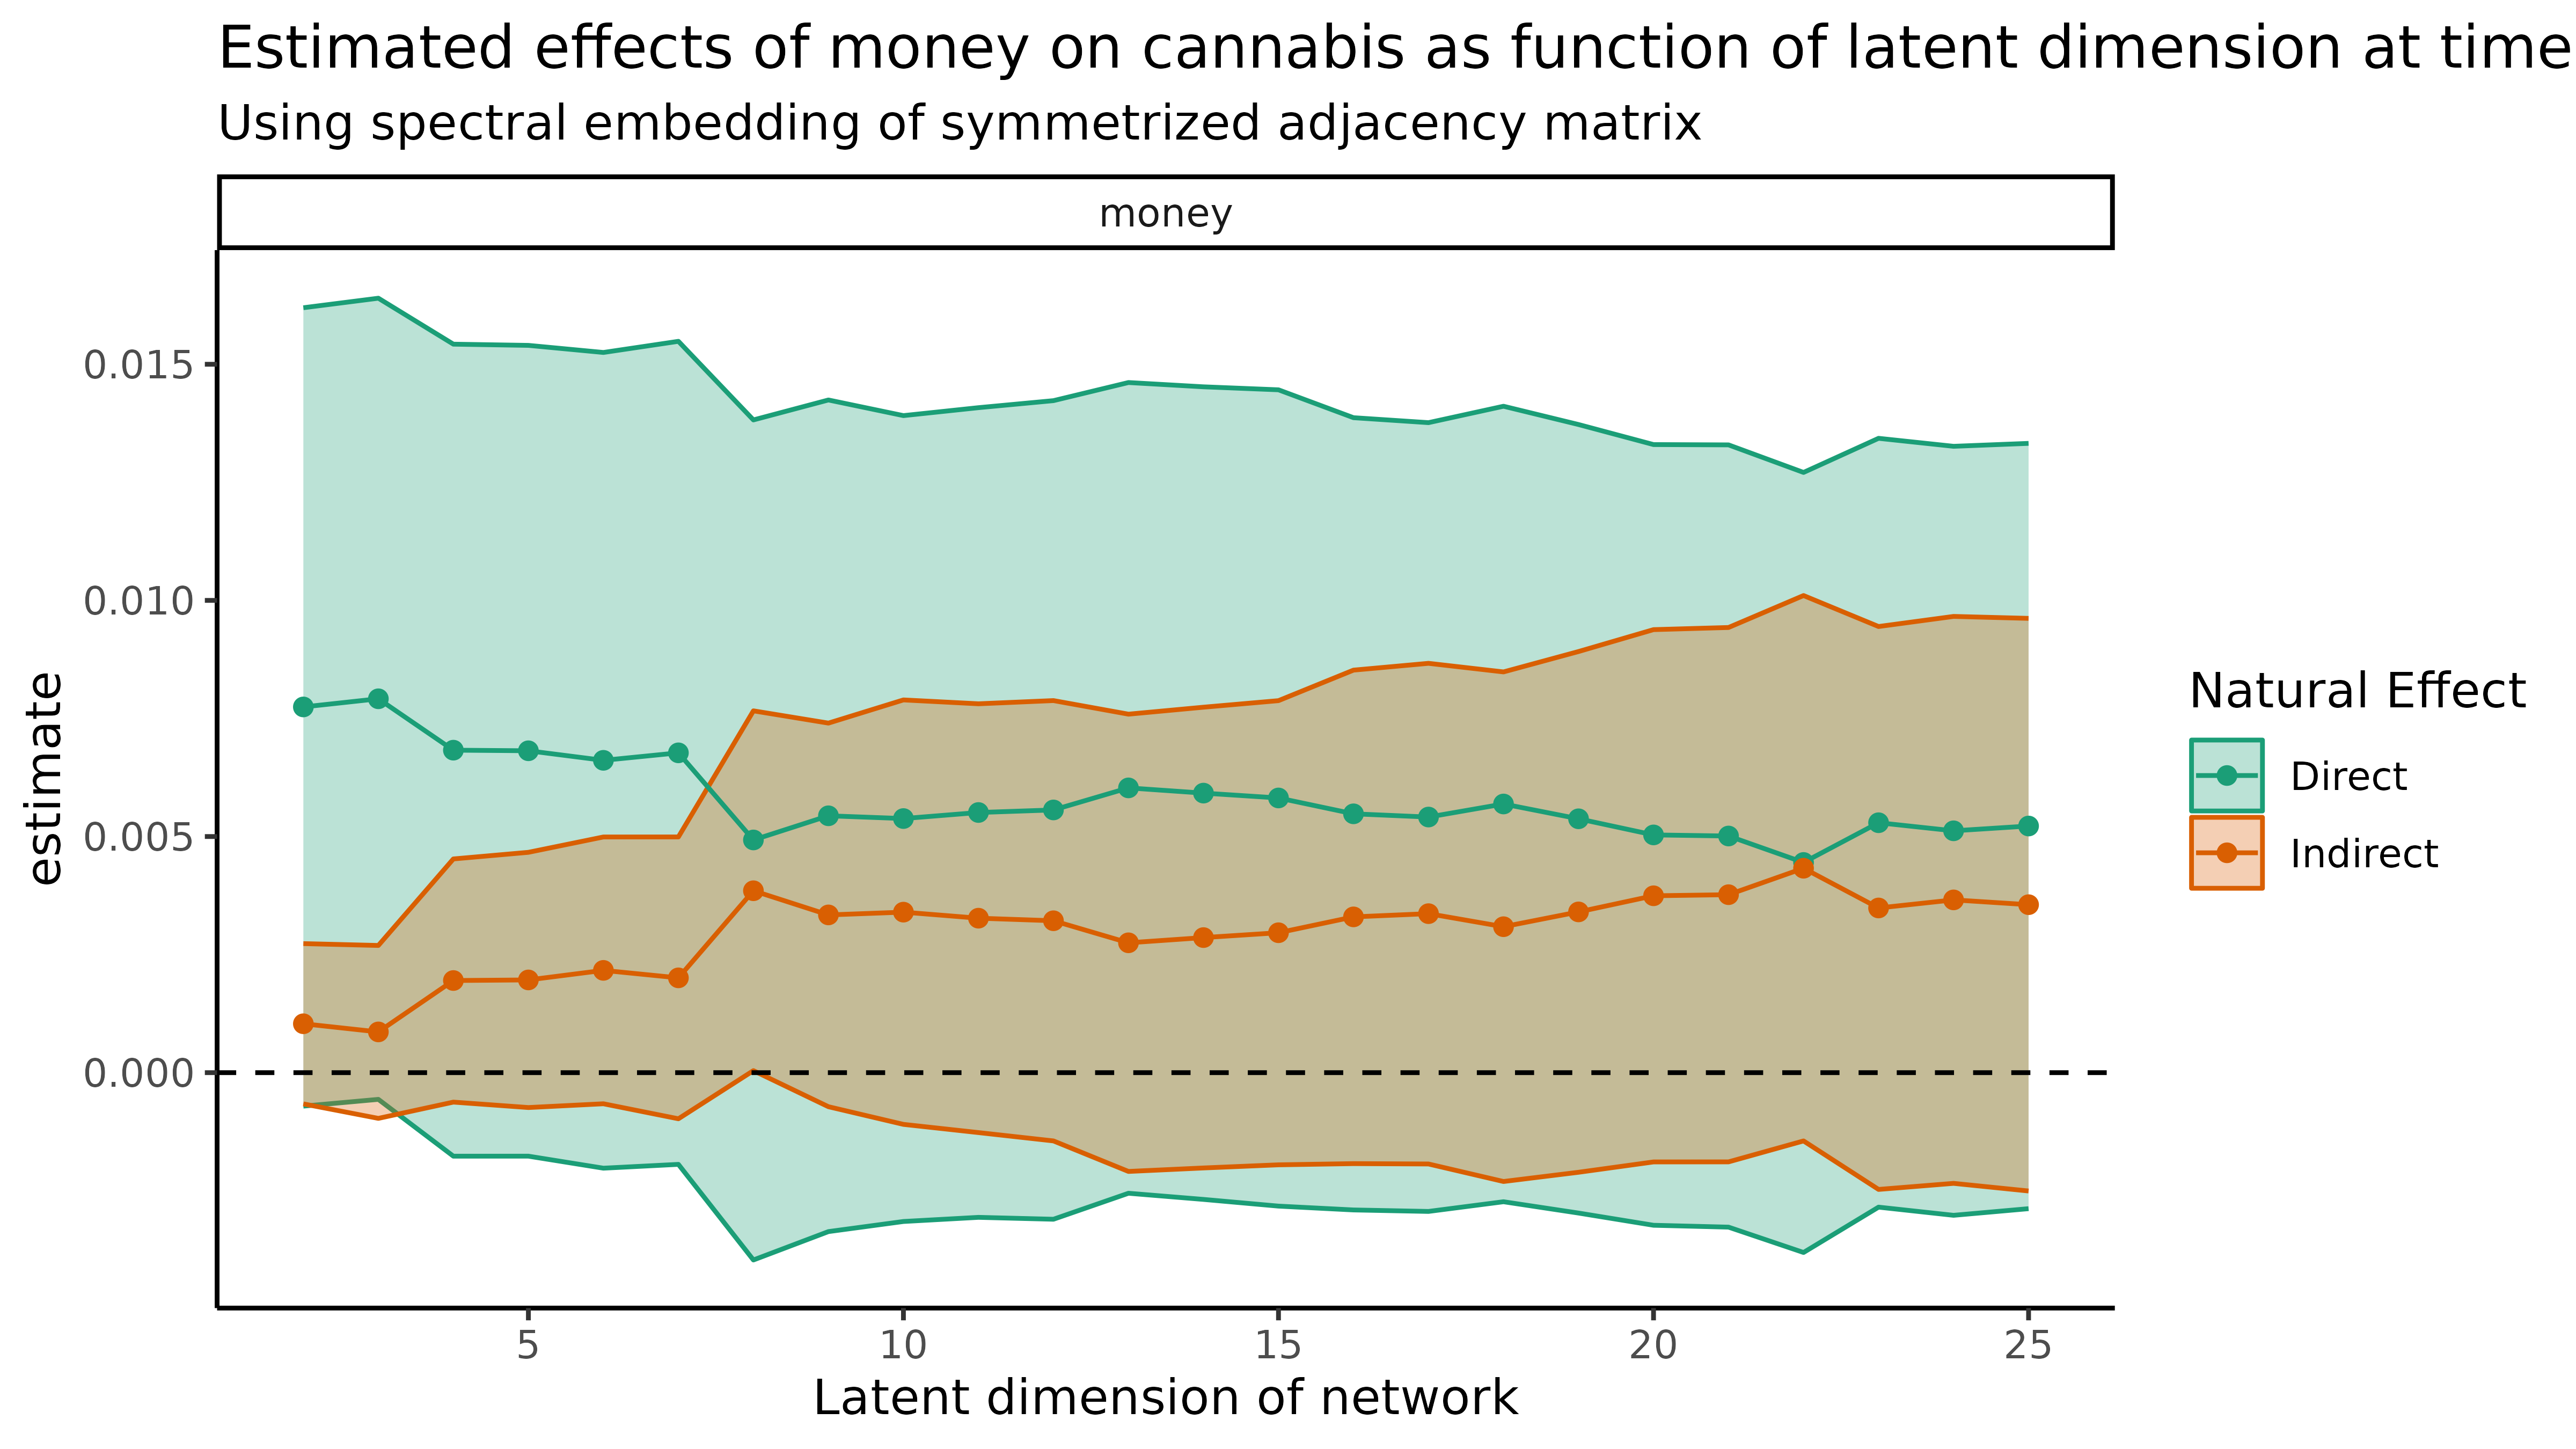 Estimated effects of money on cannabis as function of latent dimension at time
Using spectral embedding of symmetrized adjacency matrix
money
0.015
0.010
0.005
0.000
estimate
5 10 15 20 25
Latent dimension of network
Natural Effect
Direct
Indirect